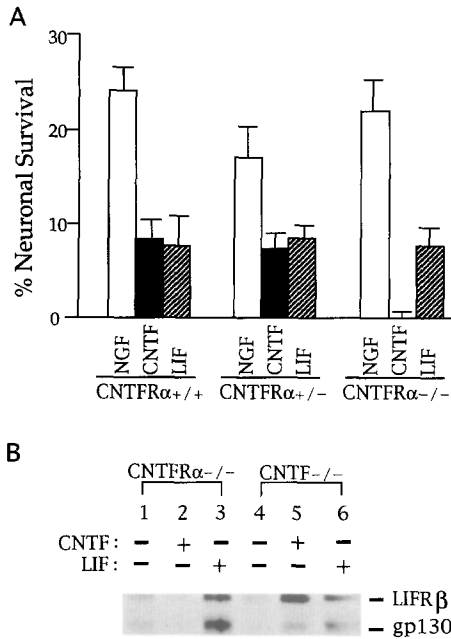 A
% Neuronal Survival
30
20
10
0
NGF CNTF LIF NGF CNTF LIF NGF CNTF LIF
CNTFRα+/+ CNTFRα+/- CNTFRα-/-
B
CNTFRα-/- CNTF-/-
1 2 3 4 5 6
CNTF: - + - - + -
LIF: - - + - - +
- LIFRβ
- gp130